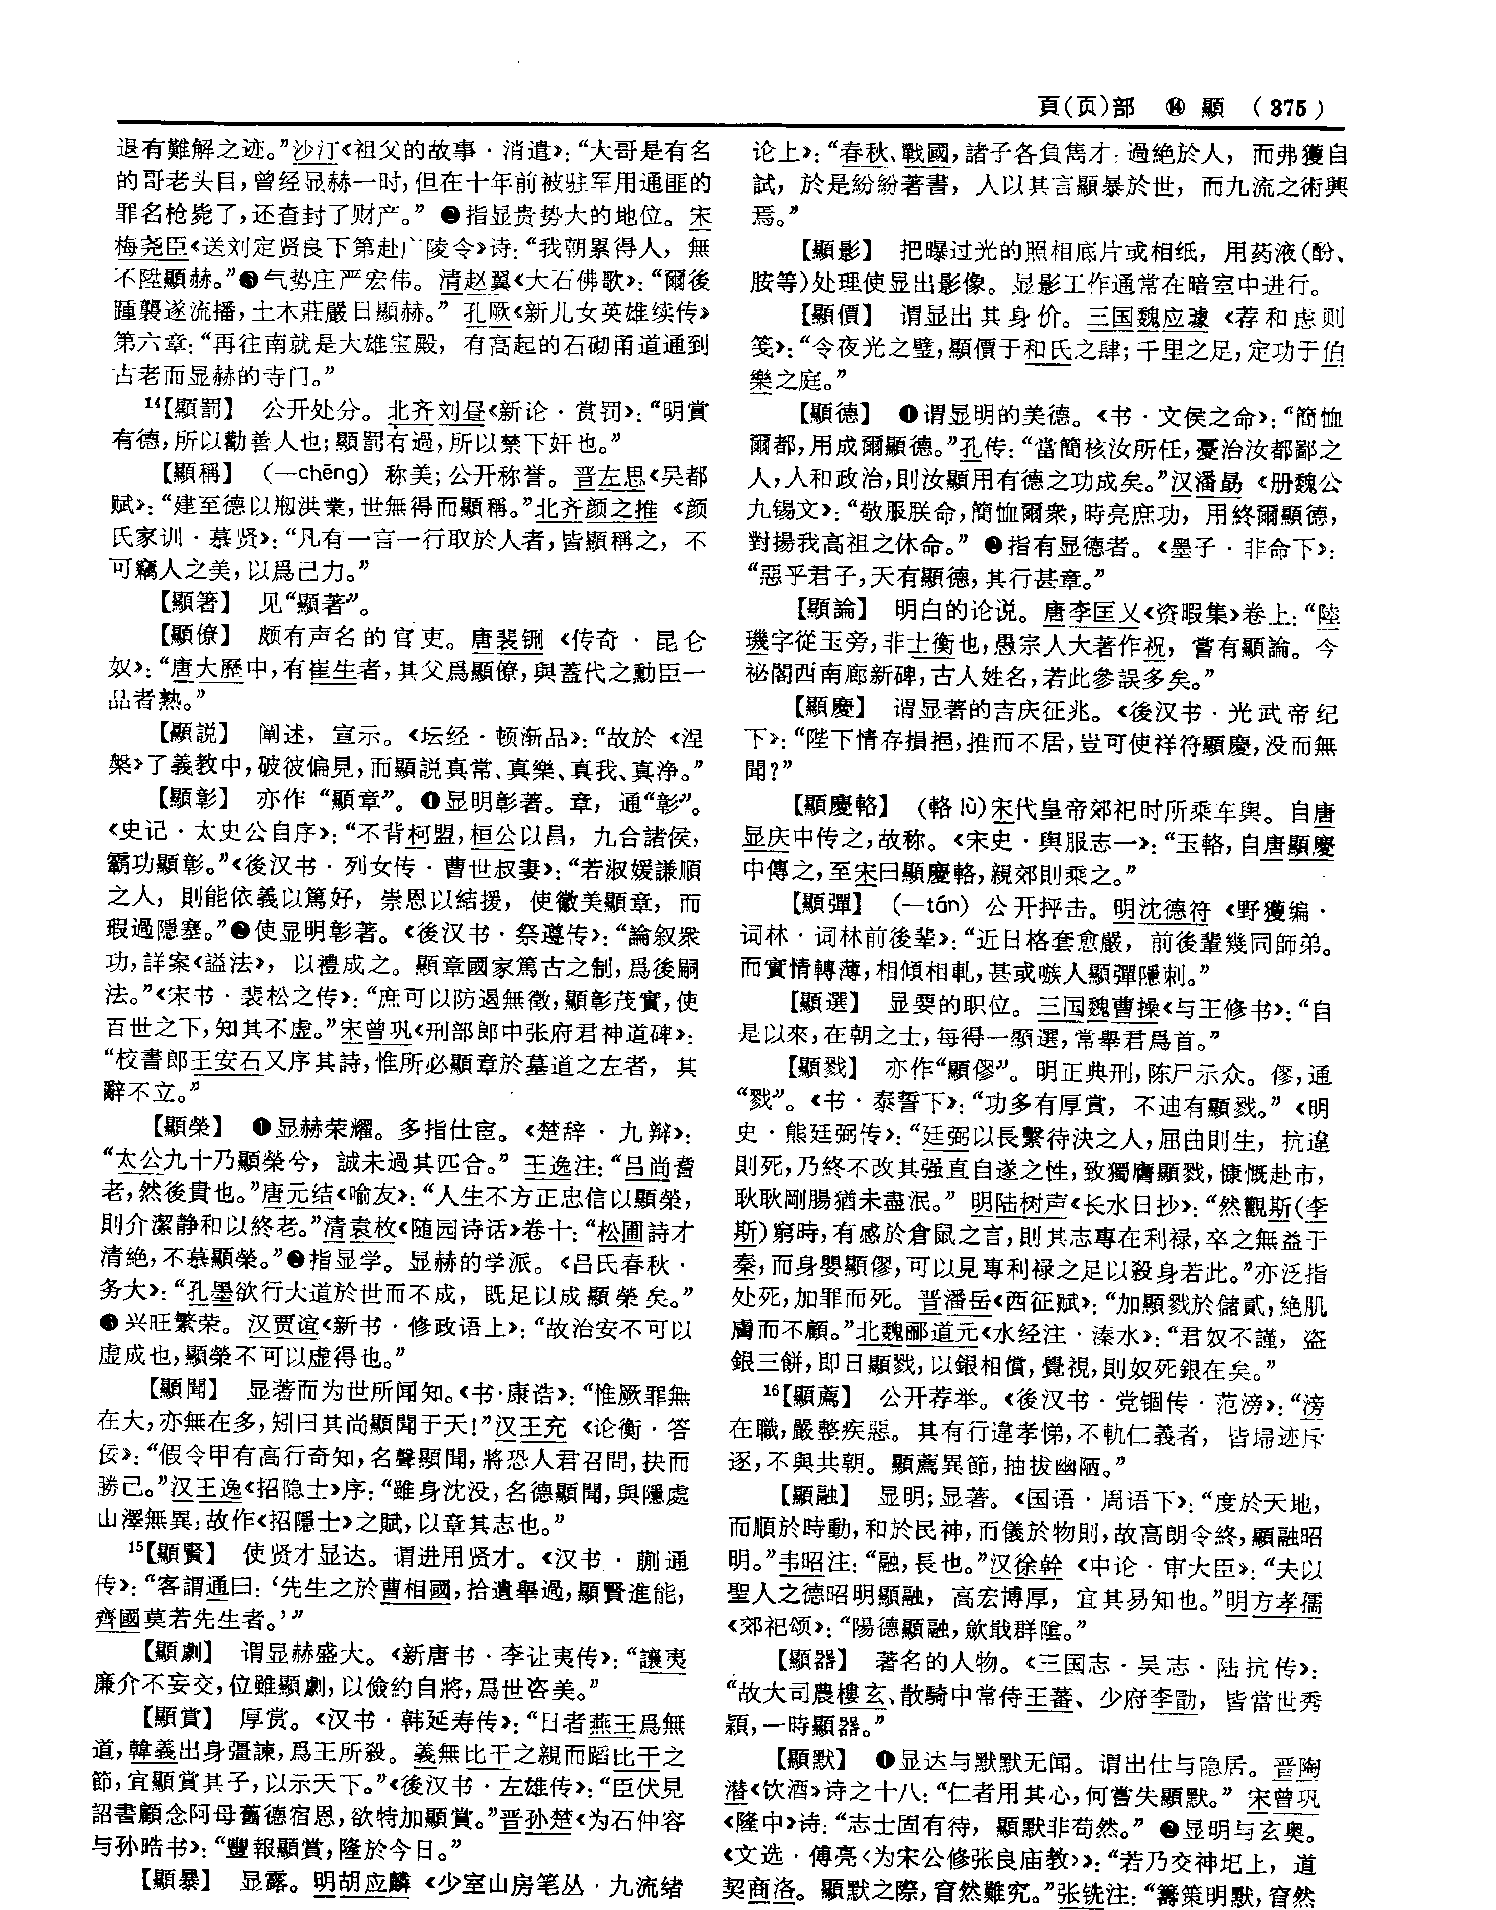 頁(页)部 ⑭ 顯 (375)
退有難解之迹。”沙汀《祖父的故事·消遣》：“大哥是有名
的哥老头目，曾经显赫一时，但在十年前被驻军用通匪的
罪名枪毙了，还查封了财产。” ❷指显贵势大的地位。宋
梅尧臣《送刘定贤良下第赴广陵令》诗：“我朝累得人，無
不陞顯赫。”❸气势庄严宏伟。清赵翼《大石佛歌》：“爾後
踵襲遂流播，土木莊嚴日顯赫。” 孔厥《新儿女英雄续传》
第六章：“再往南就是大雄宝殿，有高起的石砌甬道通到
古老而显赫的寺门。”
14【顯罰】 公开处分。北齐刘昼《新论·赏罚》：“明賞
有德，所以勸善人也；顯罰有過，所以禁下奸也。”
【顯稱】 (—chēng) 称美；公开称誉。晋左思《吴都
赋》：“建至德以刱洪業，世無得而顯稱。”北齐颜之推《颜
氏家训·慕贤》：“凡有一言一行取於人者，皆顯稱之，不
可竊人之美，以爲己力。”
【顯箸】 见“顯著”。
【顯僚】 颇有声名的官吏。唐裴铏《传奇·昆仑
奴》：“唐大歷中，有崔生者，其父爲顯僚，與蓋代之勳臣一
品者熟。”
【顯説】 阐述，宣示。《坛经·顿渐品》：“故於《涅
槃》了義教中，破彼偏見，而顯説真常、真樂、真我、真浄。”
【顯彰】 亦作“顯章”。❶显明彰著。章，通“彰”。
《史记·太史公自序》：“不背柯盟，桓公以昌，九合諸侯，
霸功顯彰。”《後汉书·列女传·曹世叔妻》：“若淑媛謙順
之人，則能依義以篤好，崇恩以結援，使徽美顯章，而
瑕過隱塞。”❷使显明彰著。《後汉书·祭遵传》：“論叙衆
功，詳案《謚法》，以禮成之。顯章國家篤古之制，爲後嗣
法。”《宋书·裴松之传》：“庶可以防遏無徵，顯彰茂實，使
百世之下，知其不虚。”宋曾巩《刑部郎中张府君神道碑》：
“校書郎王安石又序其詩，惟所必顯章於墓道之左者，其
辭不立。”
【顯榮】 ❶显赫荣耀。多指仕宦。《楚辞·九辩》：
“太公九十乃顯榮兮，誠未遇其匹合。” 王逸注：“吕尚耆
老，然後貴也。”唐元结《喻友》：“人生不方正忠信以顯榮，
則介潔静和以終老。”清袁枚《随园诗话》卷十：“松圃詩才
清絶，不慕顯榮。”❷指显学。显赫的学派。《吕氏春秋·
务大》：“孔墨欲行大道於世而不成，既足以成顯榮矣。”
❸兴旺繁荣。汉贾谊《新书·修政语上》：“故治安不可以
虚成也，顯榮不可以虚得也。”
【顯聞】 显著而为世所闻知。《书·康诰》：“惟厥罪無
在大，亦無在多，矧曰其尚顯聞于天！”汉王充《论衡·答
佞》：“假令甲有高行奇知，名聲顯聞，將恐人君召問，扶而
勝己。”汉王逸《招隐士》序：“雖身沈没，名德顯聞，與隱處
山澤無異，故作《招隱士》之賦，以章其志也。”
15【顯賢】 使贤才显达。谓进用贤才。《汉书·蒯通
传》：“客謂通曰：‘先生之於曹相國，拾遺舉過，顯賢進能，
齊國莫若先生者。’”
【顯劇】 谓显赫盛大。《新唐书·李让夷传》：“讓夷
廉介不妄交，位雖顯劇，以儉約自將，爲世咨美。”
【顯賞】 厚赏。《汉书·韩延寿传》：“日者燕王爲無
道，韓義出身彊諫，爲王所殺。義無比干之親而蹈比干之
節，宜顯賞其子，以示天下。”《後汉书·左雄传》：“臣伏見
詔書顧念阿母舊德宿恩，欲特加顯賞。”晋孙楚《为石仲容
与孙皓书》：“豐報顯賞，隆於今日。”
【顯暴】 显露。明胡应麟《少室山房笔丛·九流绪
论上》：“春秋、戰國，諸子各負雋才，過絶於人，而弗獲自
試，於是紛紛著書，人以其言顯暴於世，而九流之術興
焉。”
【顯影】 把曝过光的照相底片或相纸，用药液(酚、
胺等)处理使显出影像。显影工作通常在暗室中进行。
【顯價】 谓显出其身价。三国魏应璩《荐和虑则
笺》：“令夜光之璧，顯價于和氏之肆；千里之足，定功于伯
樂之庭。”
【顯德】 ❶谓显明的美德。《书·文侯之命》：“簡恤
爾都，用成爾顯德。”孔传：“當簡核汝所任，憂治汝都鄙之
人，人和政治，則汝顯用有德之功成矣。”汉潘勗《册魏公
九锡文》：“敬服朕命，簡恤爾衆，時亮庶功，用終爾顯德，
對揚我高祖之休命。” ❷指有显德者。《墨子·非命下》：
“惡乎君子，天有顯德，其行甚章。”
【顯論】 明白的论说。唐李匡乂《资暇集》卷上：“陸
璣字從玉旁，非士衡也，愚宗人大著作祝，嘗有顯論。今
祕閣西南廊新碑，古人姓名，若此參誤多矣。”
【顯慶】 谓显著的吉庆征兆。《後汉书·光武帝纪
下》：“陛下情存損挹，推而不居，豈可使祥符顯慶，没而無
聞？”
【顯慶輅】 (輅 lù)宋代皇帝郊祀时所乘车舆。自唐
显庆中传之，故称。《宋史·舆服志一》：“玉輅，自唐顯慶
中傳之，至宋曰顯慶輅，親郊則乘之。”
【顯彈】 (—tán) 公开抨击。明沈德符《野獲编·
词林·词林前後辈》：“近日格套愈嚴，前後輩幾同師弟。
而實情轉薄，相傾相軋，甚或嗾人顯彈隱刺。”
【顯選】 显要的职位。三国魏曹操《与王修书》：“自
是以來，在朝之士，每得一顯選，常舉君爲首。”
【顯戮】 亦作“顯僇”。明正典刑，陈尸示众。僇，通
“戮”。《书·泰誓下》：“功多有厚賞，不迪有顯戮。”《明
史·熊廷弼传》：“廷弼以長繫待決之人，屈曲則生，抗違
則死，乃終不改其强直自遂之性，致獨膺顯戮，慷慨赴市，
耿耿剛腸猶未盡泯。” 明陆树声《长水日抄》：“然觀斯(李
斯)窮時，有感於倉鼠之言，則其志專在利禄，卒之無益于
秦，而身嬰顯僇，可以見專利禄之足以殺身若此。”亦泛指
处死，加罪而死。晋潘岳《西征赋》：“加顯戮於儲貳，絶肌
膚而不顧。”北魏郦道元《水经注·溱水》：“君奴不謹，盗
銀三餅，即日顯戮，以銀相償，覺視，則奴死銀在矣。”
16【顯薦】 公开荐举。《後汉书·党锢传·范滂》：“滂
在職，嚴整疾惡。其有行違孝悌，不軌仁義者，皆埽迹斥
逐，不與共朝。顯薦異節，抽拔幽陋。”
【顯融】 显明；显著。《国语·周语下》：“度於天地，
而順於時動，和於民神，而儀於物則，故高朗令終，顯融昭
明。”韦昭注：“融，長也。”汉徐幹《中论·审大臣》：“夫以
聖人之德昭明顯融，高宏博厚，宜其易知也。”明方孝孺
《郊祀颂》：“陽德顯融，歛戢群陰。”
【顯器】 著名的人物。《三国志·吴志·陆抗传》：
“故大司農樓玄、散騎中常侍王蕃、少府李勖，皆當世秀
穎，一時顯器。”
【顯默】 ❶显达与默默无闻。谓出仕与隐居。晋陶
潜《饮酒》诗之十八：“仁者用其心，何嘗失顯默。” 宋曾巩
《隆中》诗：“志士固有待，顯默非苟然。” ❷显明与玄奥。
《文选·傅亮〈为宋公修张良庙教〉》：“若乃交神圯上，道
契商洛。顯默之際，窅然難究。”张铣注：“籌策明默，窅然